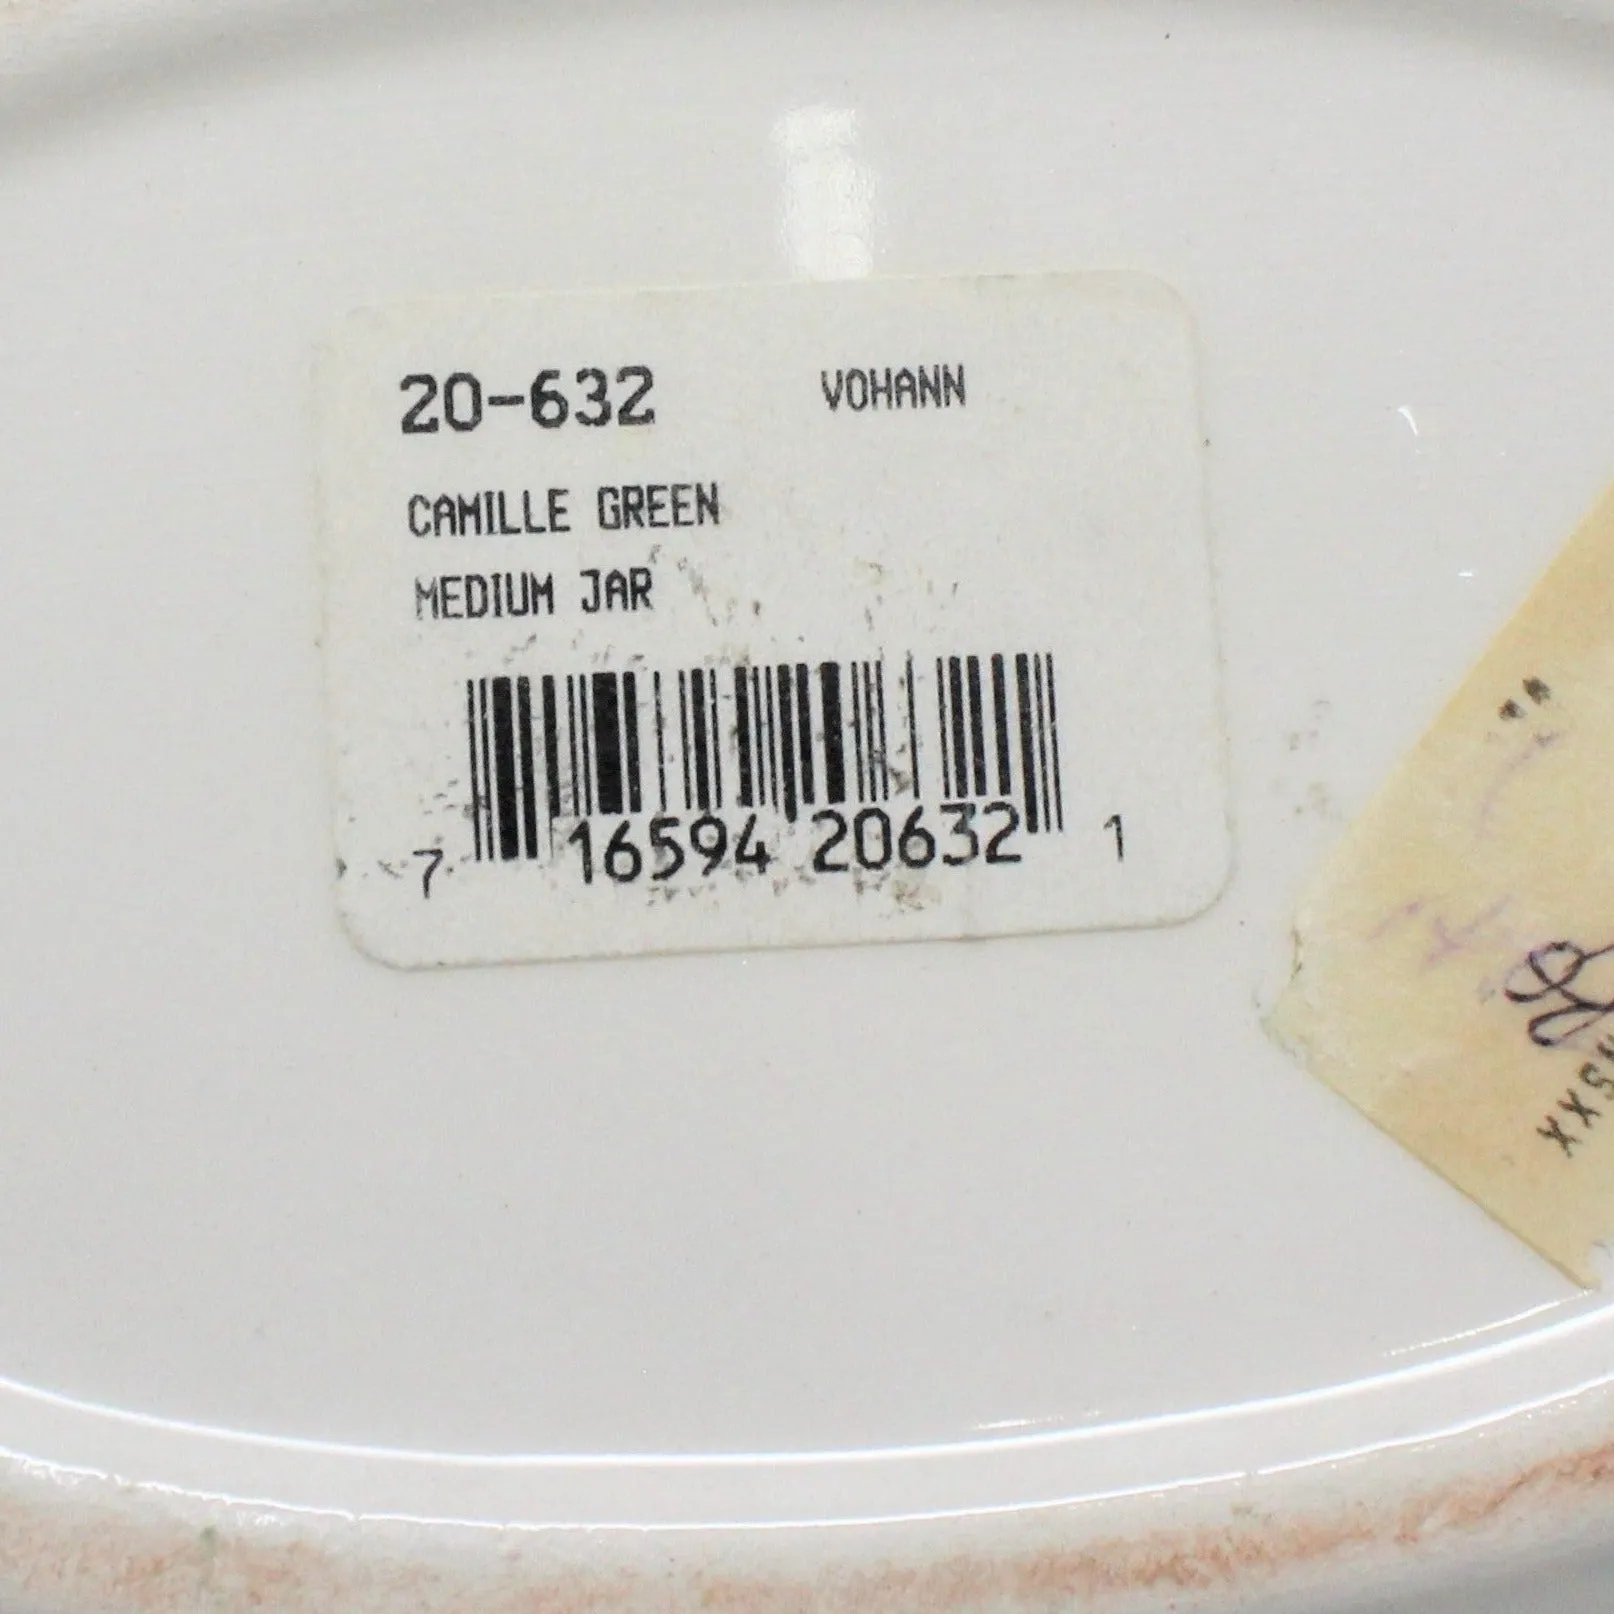 20-632 VOHANN
CAMILLE GREEN
MEDIUM JAR
7 16594 20632 1